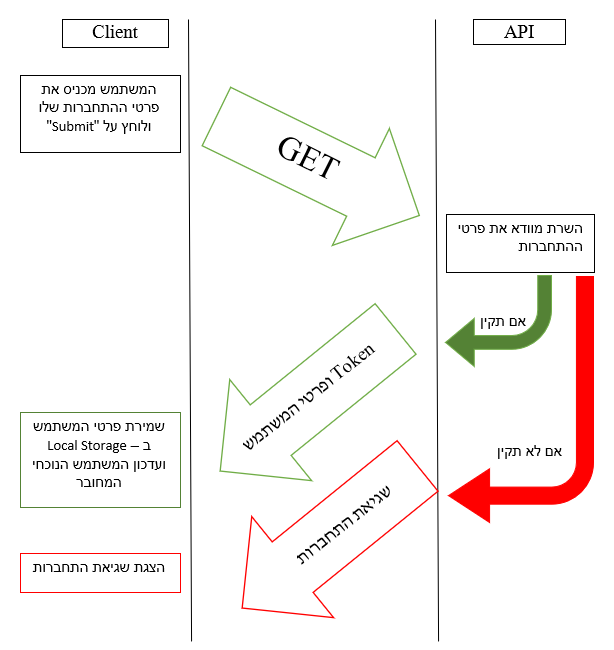 Client
API
המשתמש מכניס את
פרטי ההתחברות שלו
ולוחץ על "Submit"
GET
השרת מוודא את פרטי
ההתחברות
אם תקין
Token ופרטי המשתמש
שמירת פרטי המשתמש
ב – Local Storage
ועדכון המשתמש הנוכחי
המחובר
אם לא תקין
שגיאת התחברות
הצגת שגיאת התחברות